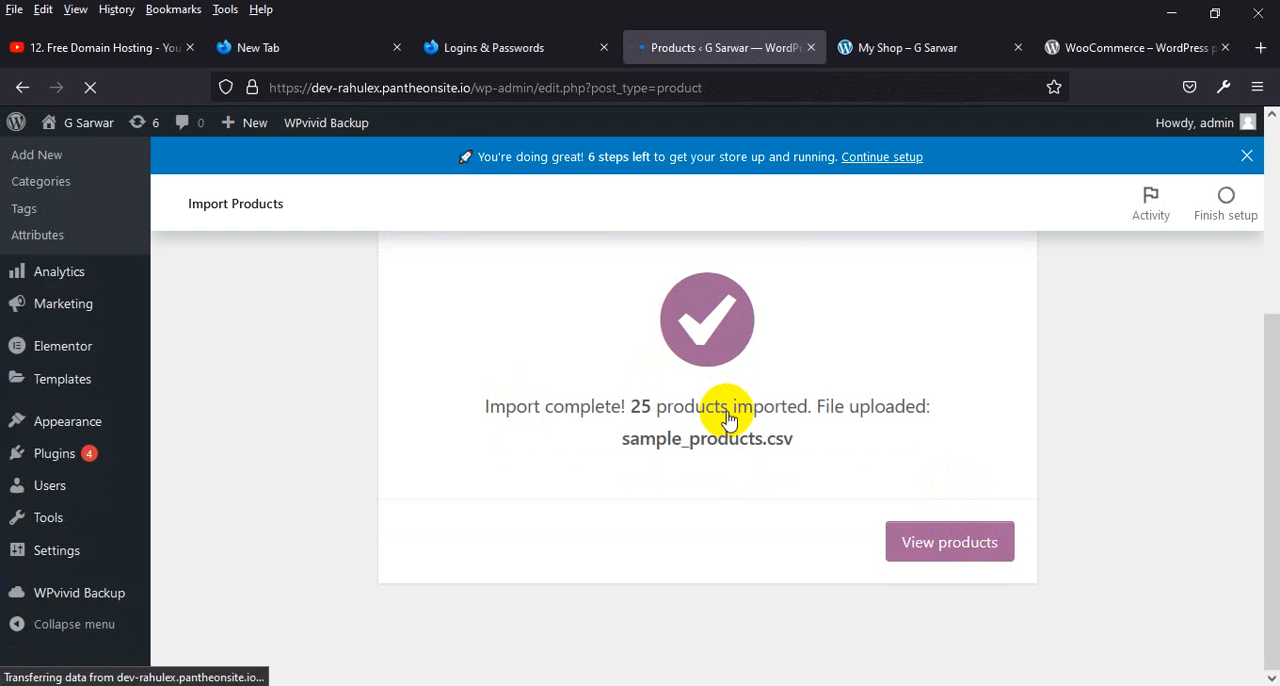 File Edit View History Bookmarks Tools Help
12. Free Domain Hosting - You
New Tab
Logins & Passwords
Products ‹ G Sarwar — WordPr
My Shop – G Sarwar
WooCommerce – WordPress p
https://dev-rahulex.pantheonsite.io/wp-admin/edit.php?post_type=product
G Sarwar 6 0 New WPvivid Backup Howdy, admin
Add New
Categories
Tags
Attributes
Analytics
Marketing
Elementor
Templates
Appearance
Plugins 4
Users
Tools
Settings
WPvivid Backup
Collapse menu
You're doing great! 6 steps left to get your store up and running. Continue setup
Import Products
Activity
Finish setup
Import complete! 25 products imported. File uploaded:
sample_products.csv
View products
Transferring data from dev-rahulex.pantheonsite.io...